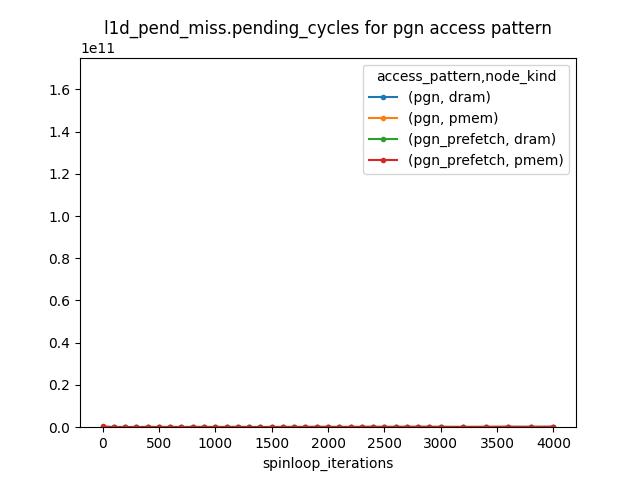 l1d_pend_miss.pending_cycles for pgn access pattern
1e11
access_pattern,node_kind
(pgn, dram)
(pgn, pmem)
(pgn_prefetch, dram)
(pgn_prefetch, pmem)
1.6
1.4
1.2
1.0
0.8
0.6
0.4
0.2
0.0
0 500 1000 1500 2000 2500 3000 3500 4000
spinloop_iterations